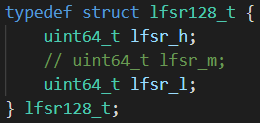 typedef struct lfsr128_t {
    uint64_t lfsr_h;
    // uint64_t lfsr_m;
    uint64_t lfsr_l;
} lfsr128_t;